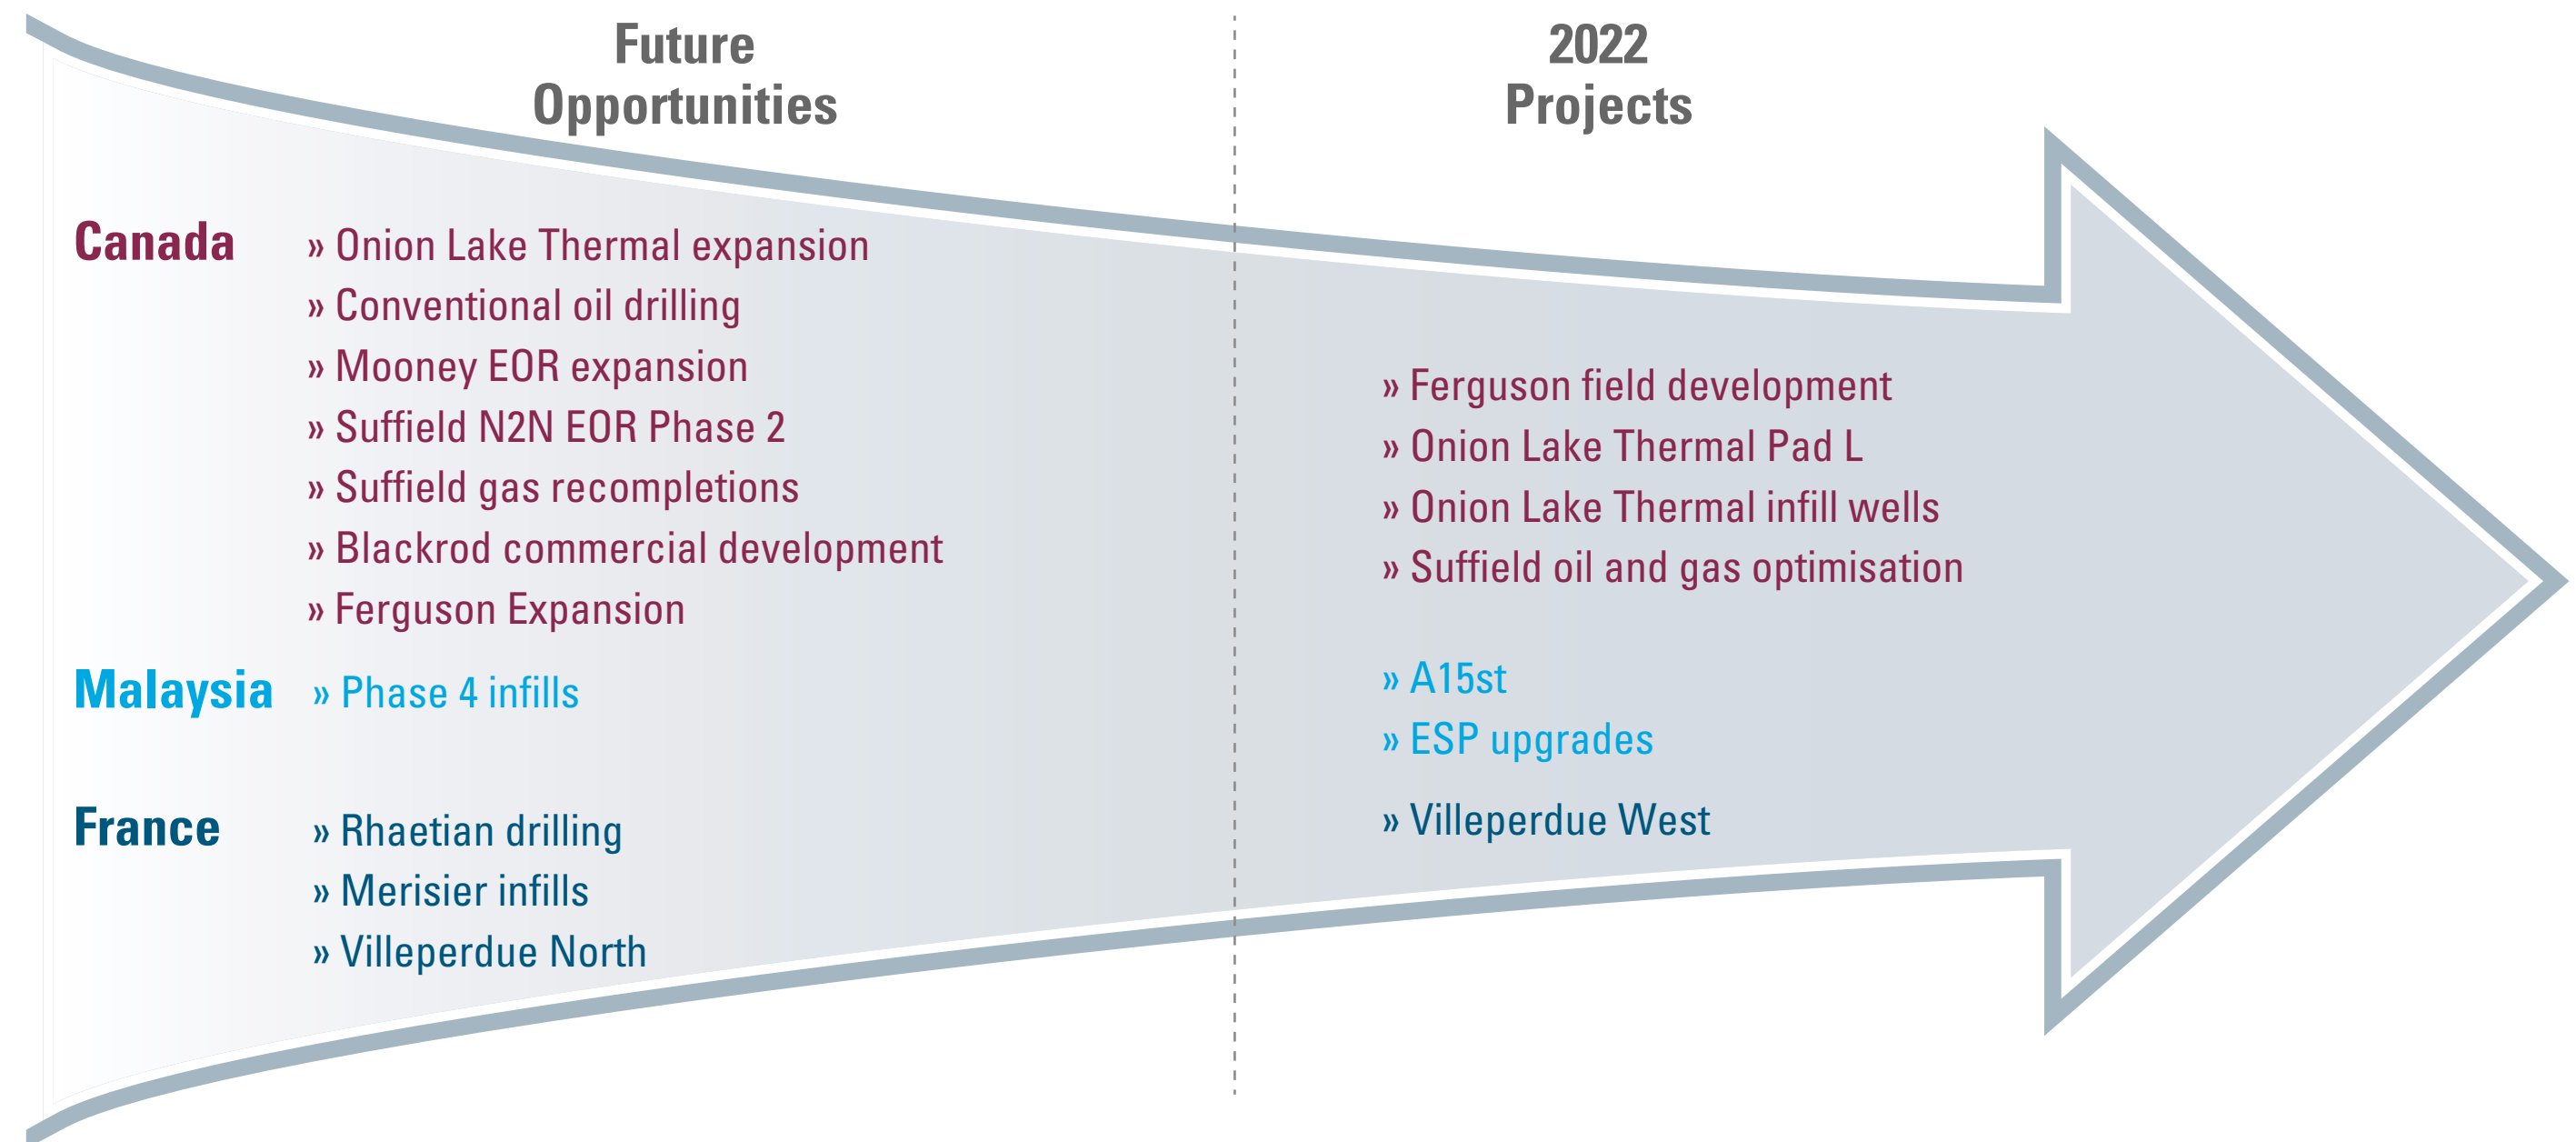 Future
Opportunities
2022
Projects
Canada
» Onion Lake Thermal expansion
» Conventional oil drilling
» Mooney EOR expansion
» Suffield N2N EOR Phase 2
» Suffield gas recompletions
» Blackrod commercial development
» Ferguson Expansion
» Ferguson field development
» Onion Lake Thermal Pad L
» Onion Lake Thermal infill wells
» Suffield oil and gas optimisation
Malaysia
» Phase 4 infills
» A15st
» ESP upgrades
France
» Rhaetian drilling
» Merisier infills
» Villeperdue North
» Villeperdue West